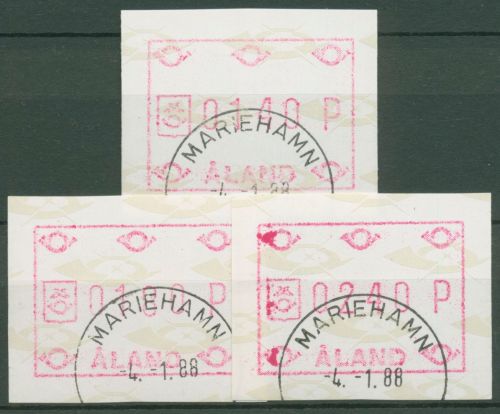 0140 P
ÅLAND
MARIEHAMN
-4. -1.88
P
ÅLAND
MARIEHAMN
-4. -1.88
0240 P
ÅLAND
MARIEHAMN
-4. -1.88